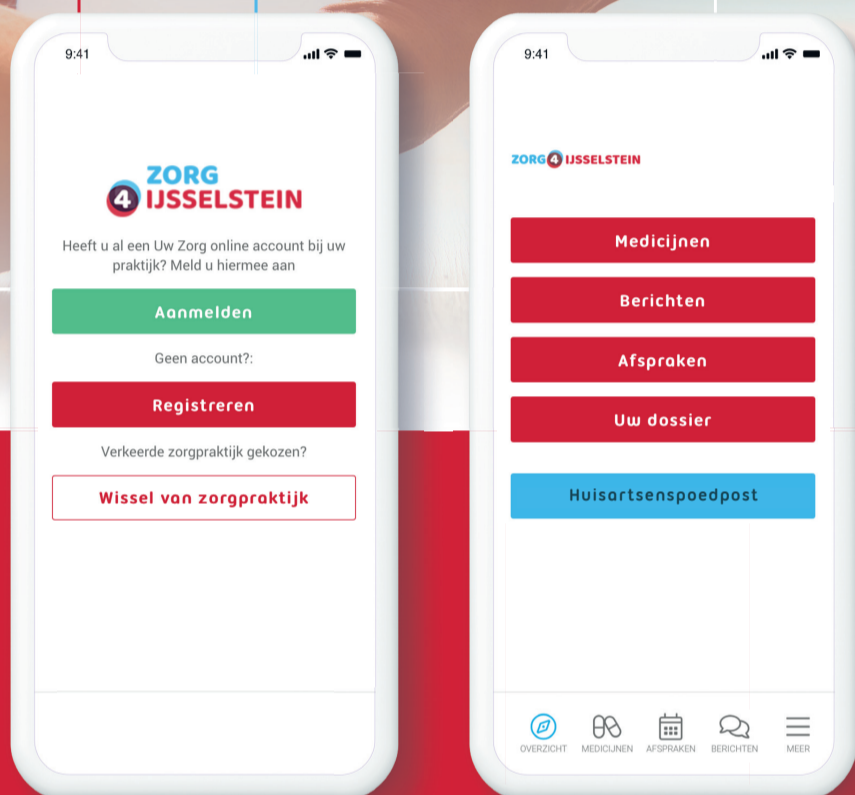 9:41
ZORG
4 IJSSELSTEIN
Heeft u al een Uw Zorg online account bij uw
praktijk? Meld u hiermee aan
Aanmelden
Geen account?:
Registreren
Verkeerde zorgpraktijk gekozen?
Wissel van zorgpraktijk
9:41
ZORG 4 IJSSELSTEIN
Medicijnen
Berichten
Afspraken
Uw dossier
Huisartsenspoedpost
OVERZICHT MEDICIJNEN AFSPRAKEN BERICHTEN MEER